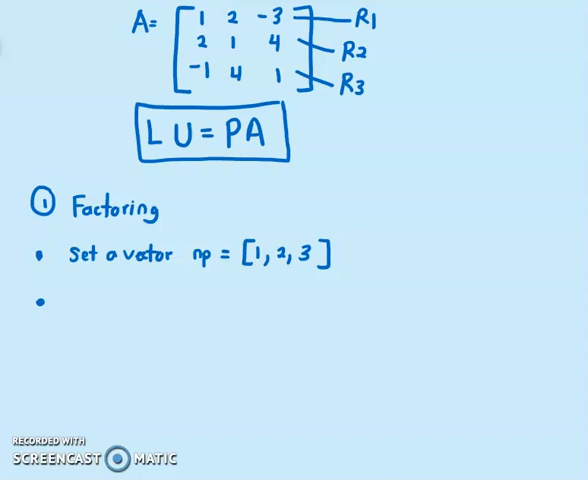 A= [ 1 2 -3 ] R1
[ 2 1 4 ] R2
[ -1 4 1 ] R3
LU = PA
① Factoring
• Set a vector np = [1, 2, 3]
•
RECORDED WITH
SCREENCAST MATIC